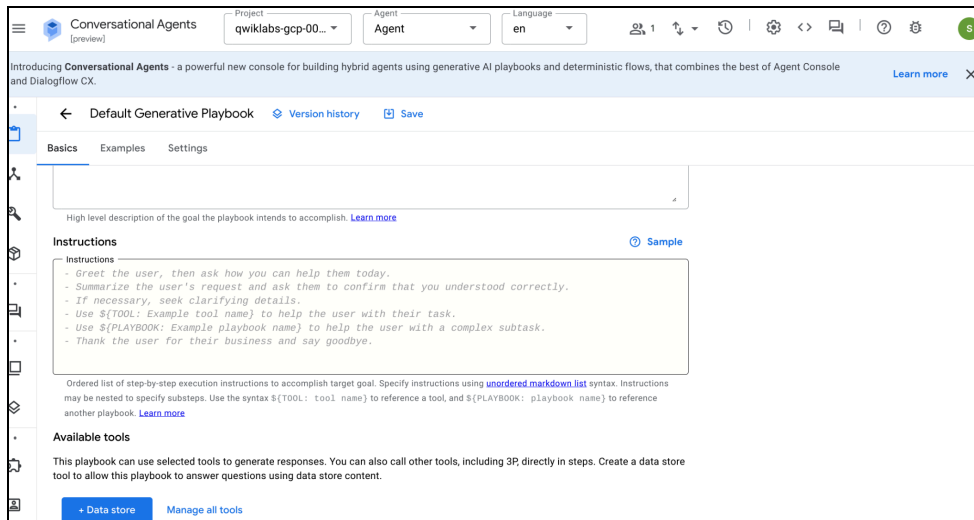 Conversational Agents
[preview]
Project
qwiklabs-gcp-00...
Agent
Agent
Language
en
1
S
Introducing Conversational Agents - a powerful new console for building hybrid agents using generative AI playbooks and deterministic flows, that combines the best of Agent Console
and Dialogflow CX.
Learn more
Default Generative Playbook
Version history
Save
Basics
Examples
Settings
High level description of the goal the playbook intends to accomplish. Learn more
Instructions
Sample
Instructions
- Greet the user, then ask how you can help them today.
- Summarize the user's request and ask them to confirm that you understood correctly.
- If necessary, seek clarifying details.
- Use ${TOOL: Example tool name} to help the user with their task.
- Use ${PLAYBOOK: Example playbook name} to help the user with a complex subtask.
- Thank the user for their business and say goodbye.
Ordered list of step-by-step execution instructions to accomplish target goal. Specify instructions using unordered markdown list syntax. Instructions
may be nested to specify substeps. Use the syntax ${TOOL: tool name} to reference a tool, and ${PLAYBOOK: playbook name} to reference
another playbook. Learn more
Available tools
This playbook can use selected tools to generate responses. You can also call other tools, including 3P, directly in steps. Create a data store
tool to allow this playbook to answer questions using data store content.
+ Data store
Manage all tools